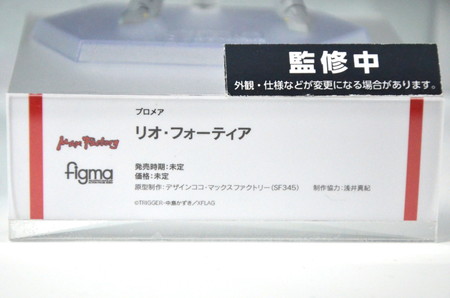 監修中
外観・仕様などが変更になる場合があります。
プロメア
リオ・フォーティア
Max Factory
figma
発売時期：未定
価格：未定
原型制作：デザインココ・マックスファクトリー(SF345)　制作協力：浅井真紀
©TRIGGER・中島かずき／XFLAG